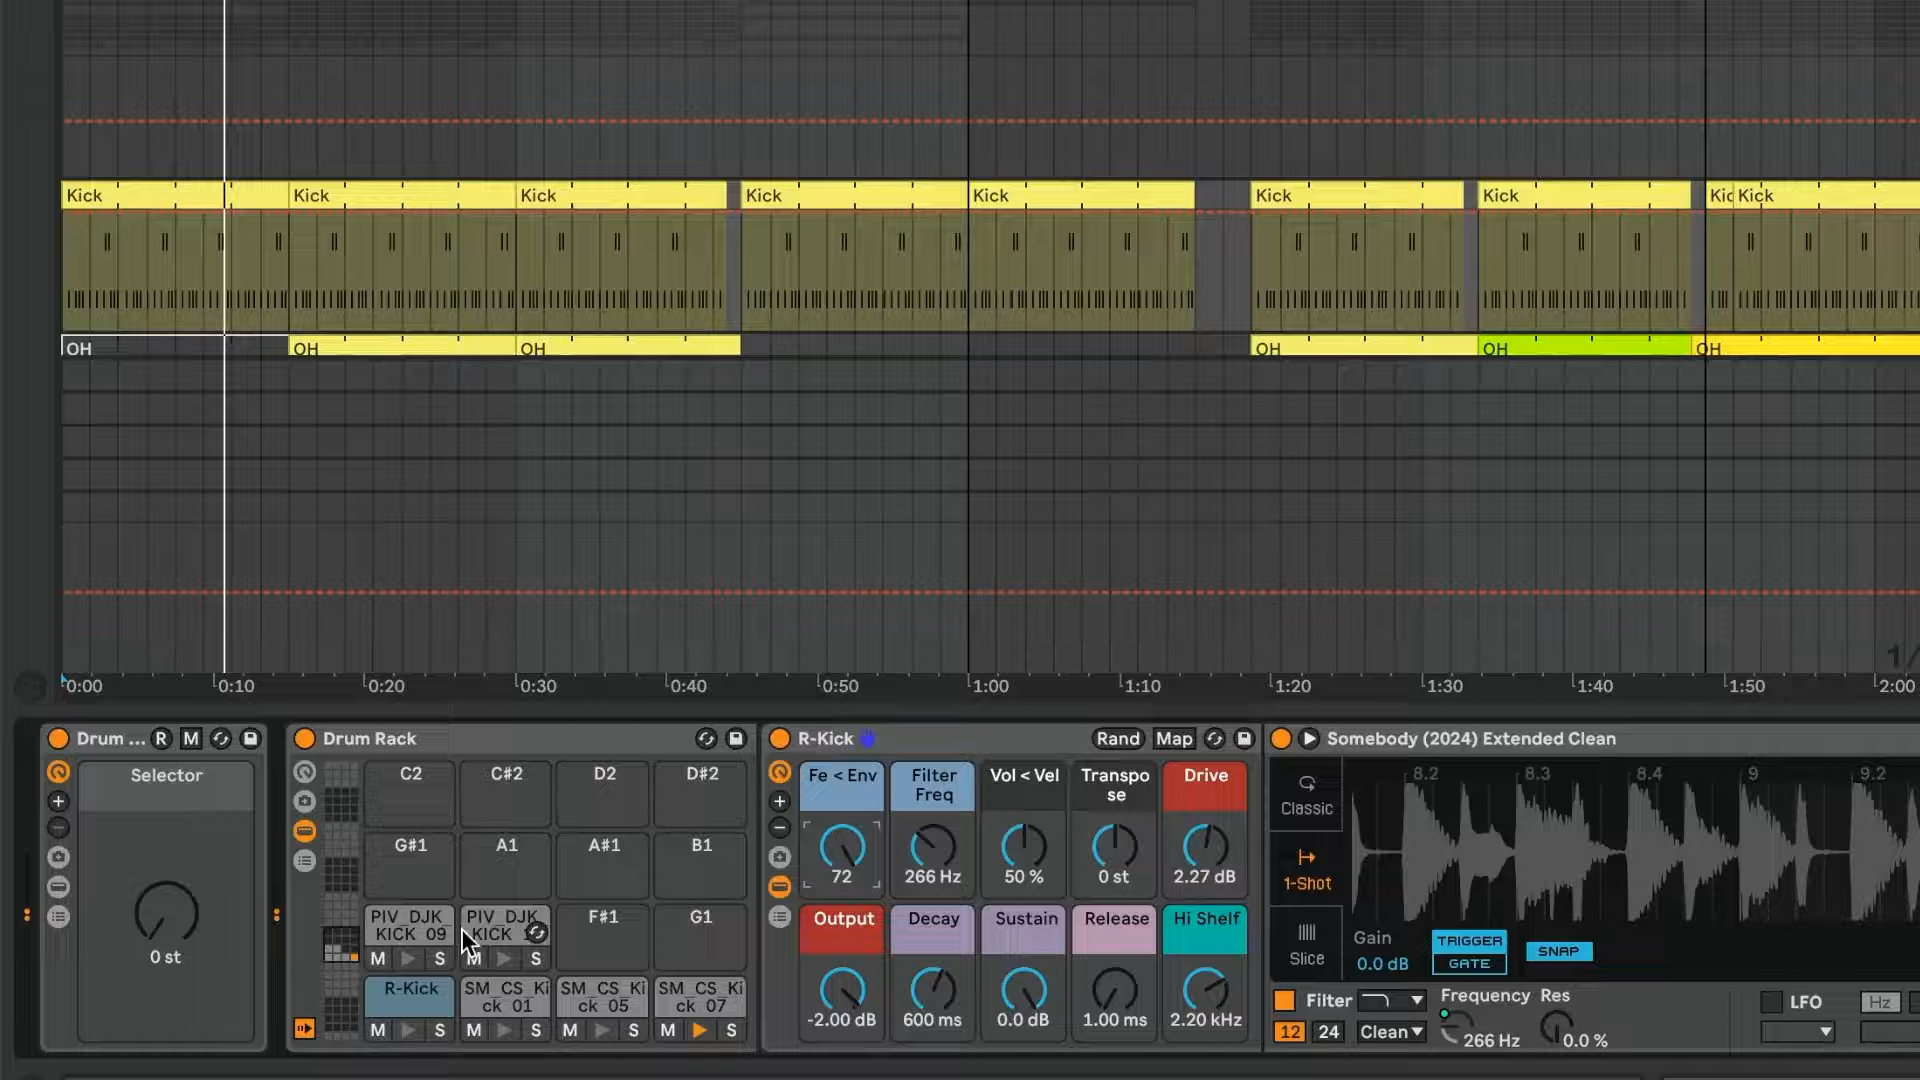 1/
Kick Kick Kick Kick Kick Kick Kick Kick
OH OH OH OH OH OH
0:00 0:10 0:20 0:30 0:40 0:50 1:00 1:10 1:20 1:30 1:40 1:50 2:00
Drum ... R M
Selector
0 st
Drum Rack
C2 C#2 D2 D#2
G#1 A1 A#1 B1
PIV_DJK_ PIV_DJK_ F#1 G1
KICK_09 KICK
M S M S
R-Kick SM_CS_Ki SM_CS_Ki SM_CS_Ki
ck_01 ck_05 ck_07
M S M S M S M S
R-Kick Rand Map
Fe < Env Filter Freq Vol < Vel Transpo se Drive
72 266 Hz 50 % 0 st 2.27 dB
Output Decay Sustain Release Hi Shelf
-2.00 dB 600 ms 0.0 dB 1.00 ms 2.20 kHz
Somebody (2024) Extended Clean
8.2 8.3 8.4 9 9.2
Classic
1-Shot
Slice
Gain
0.0 dB
TRIGGER
GATE
SNAP
Filter Frequency Res LFO Hz
12 24 Clean 266 Hz 0.0 %